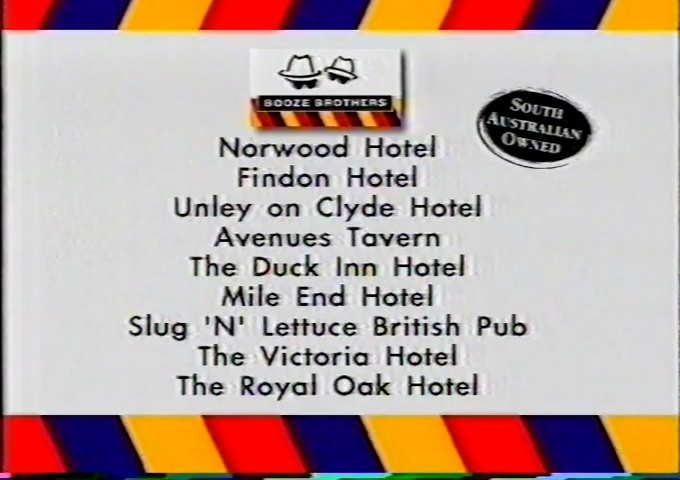 BOOZE BROTHERS
SOUTH
AUSTRALIAN
OWNED
Norwood Hotel
Findon Hotel
Unley on Clyde Hotel
Avenues Tavern
The Duck Inn Hotel
Mile End Hotel
Slug 'N' Lettuce British Pub
The Victoria Hotel
The Royal Oak Hotel